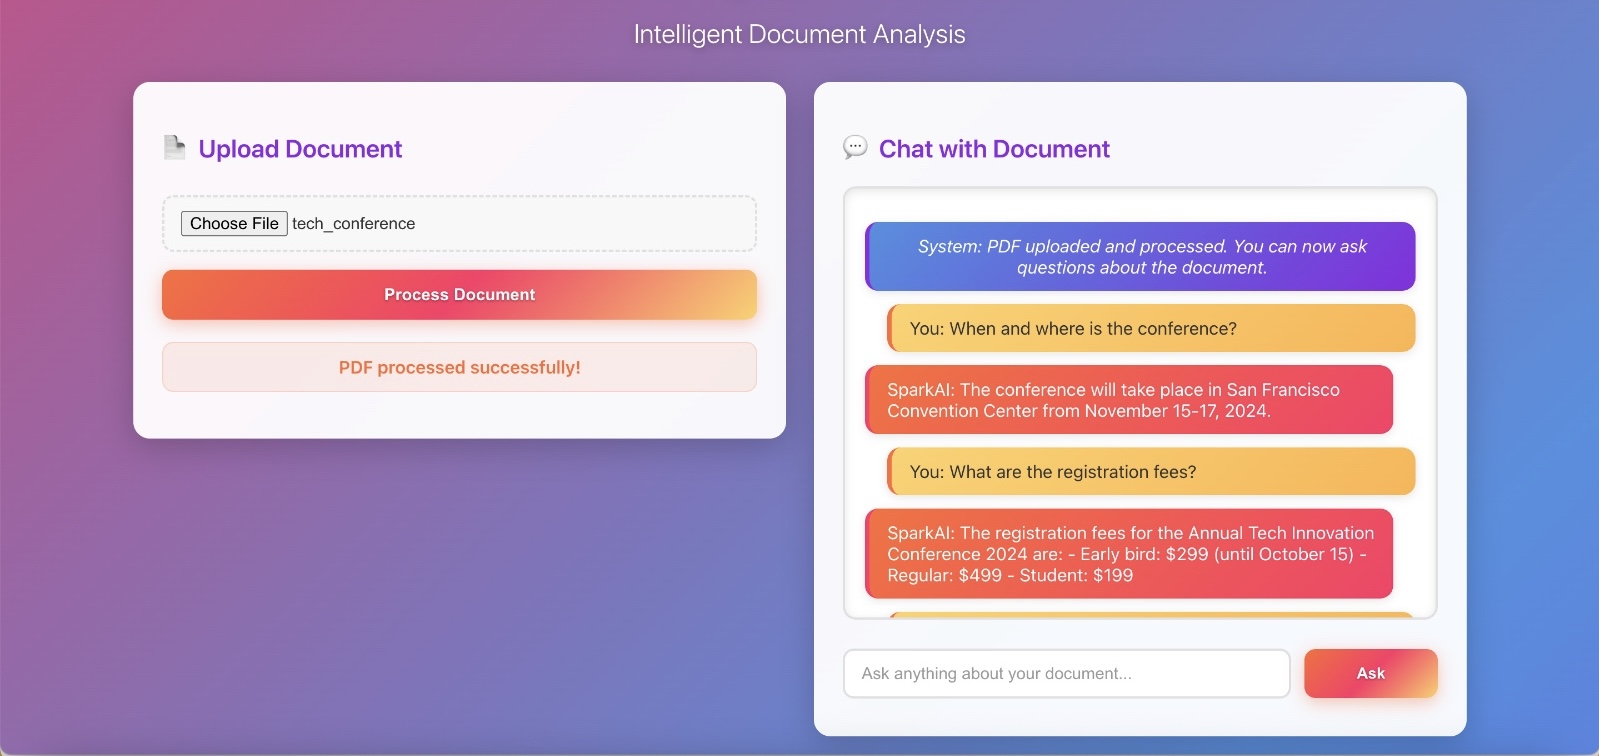 Intelligent Document Analysis
Upload Document
Choose File tech_conference
Process Document
PDF processed successfully!
Chat with Document
System: PDF uploaded and processed. You can now ask
questions about the document.
You: When and where is the conference?
SparkAI: The conference will take place in San Francisco
Convention Center from November 15-17, 2024.
You: What are the registration fees?
SparkAI: The registration fees for the Annual Tech Innovation
Conference 2024 are: - Early bird: $299 (until October 15) -
Regular: $499 - Student: $199
Ask anything about your document...
Ask